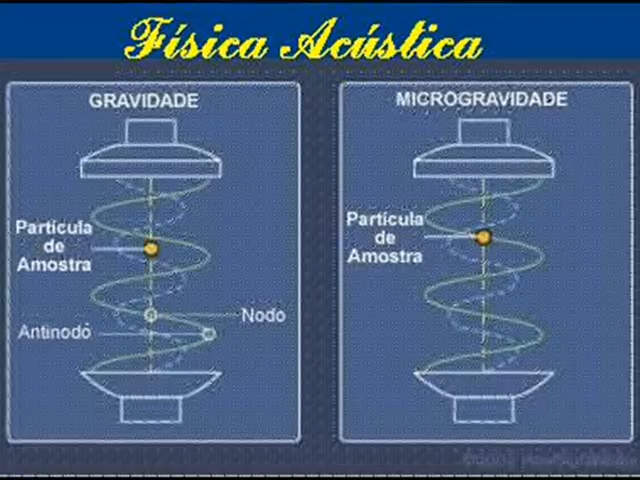 Física Acústica
GRAVIDADE
Partícula
de
Amostra
Nodo
Antinodó
MICROGRAVIDADE
Partícula
de
Amostra